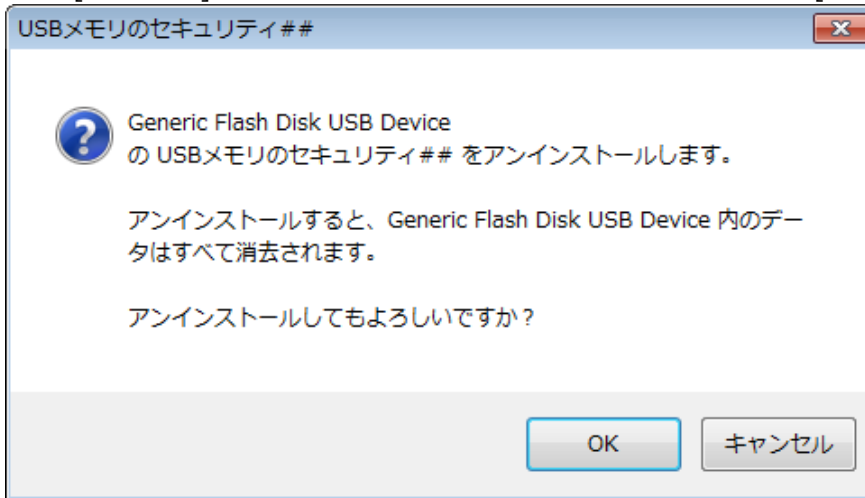 USBメモリのセキュリティ##
Generic Flash Disk USB Device
の USBメモリのセキュリティ## をアンインストールします。
アンインストールすると、Generic Flash Disk USB Device 内のデー
タはすべて消去されます。
アンインストールしてもよろしいですか？
OK
キャンセル